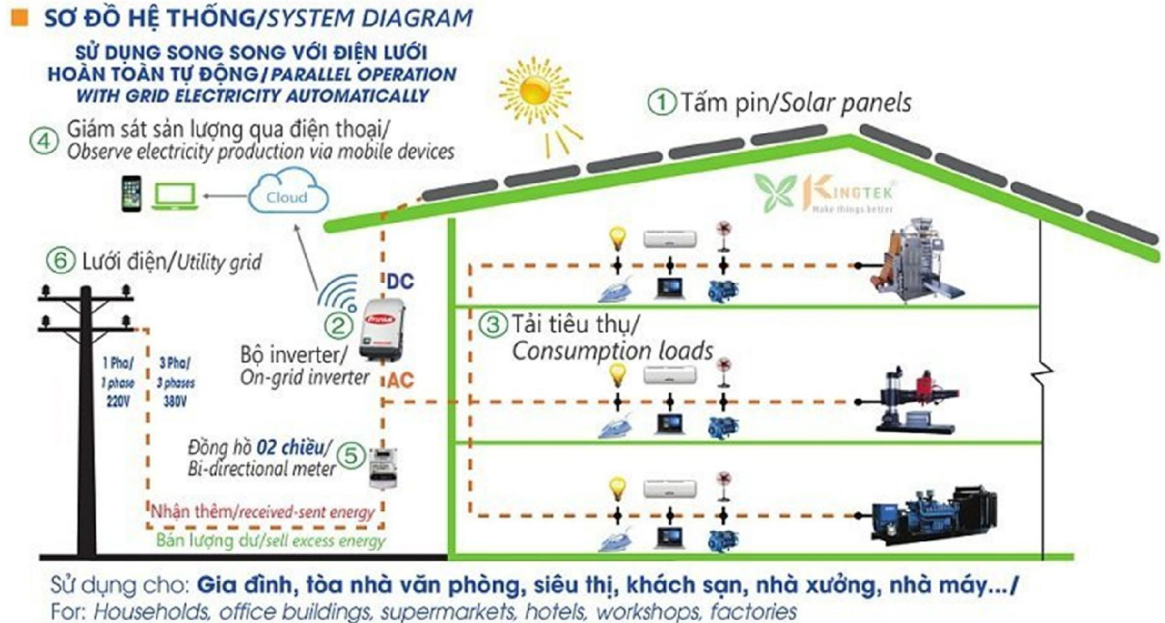 SƠ ĐỒ HỆ THỐNG/SYSTEM DIAGRAM
SỬ DỤNG SONG SONG VỚI ĐIỆN LƯỚI
HOÀN TOÀN TỰ ĐỘNG/PARALLEL OPERATION
WITH GRID ELECTRICITY AUTOMATICALLY
1 Tấm pin/Solar panels
4 Giám sát sản lượng qua điện thoại/
Observe electricity production via mobile devices
Cloud
KINGTEK®
Make things better
6 Lưới điện/Utility grid
DC
2
Bộ inverter/
On-grid inverter
AC
3 Tải tiêu thụ/
Consumption loads
1 Pha/
1 phase
220V
3 Pha/
3 phases
380V
Đồng hồ 02 chiều/
Bi-directional meter
5
Nhận thêm/received-sent energy
Bán lượng dư/sell excess energy
Sử dụng cho: Gia đình, tòa nhà văn phòng, siêu thị, khách sạn, nhà xưởng, nhà máy.../
For: Households, office buildings, supermarkets, hotels, workshops, factories